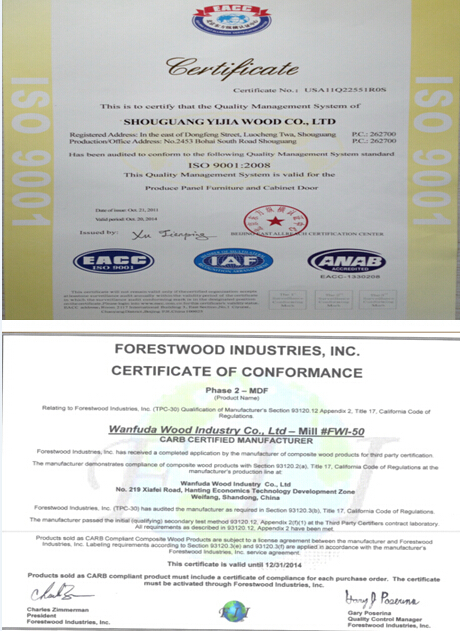 EACC
Certificate
Certificate No.: USA11Q22551R0S
This is to certify that the Quality Management System of
SHOUGUANG YIJIA WOOD CO., LTD
Registered Address: In the east of Dongfeng Street, Luocheng Twa, Shouguang P.C.: 262700
Production/Office Address: No.2453 Bohai South Road Shouguang P.C.: 262700
Has been audited to conform to the following Quality Management System standard
ISO 9001:2008
This Quality Management System is valid for the
Produce Panel Furniture and Cabinet Door
Date of issue: Oct. 21, 2011
Valid period: Oct. 20, 2014
Issued by:
BEIJING EAST ALLREACH CERTIFICATION CENTER
ISO 9001
ISO 9001
EACC
ISO 9001
IAF
ANAB
ACCREDITED
EACC-1330206
FORESTWOOD INDUSTRIES, INC.
CERTIFICATE OF CONFORMANCE
Phase 2 – MDF
(Product Name)
Relating to Forestwood Industries, Inc. (TPC-30) Qualification of Manufacturer's Section 93120.12 Appendix 2, Title 17, California Code of
Regulations.
Wanfuda Wood Industry Co., Ltd – Mill #FWI-50
CARB CERTIFIED MANUFACTURER
Forestwood Industries, Inc. has received a completed application by the manufacturer of composite products for third party certification.
The manufacturer demonstrates compliance of composite wood products with Section 93120.2(a), Title 17, California Code of Regulations at the
manufacturer's production line at:
Wanfuda Wood Industry Co., Ltd
No. 219 Xiafei Road, Hanting Economics Technology Development Zone
Weifang, Shandong, China
Forestwood Industries, Inc. (TPC-30) has audited the manufacturer as required in Section 93120.3(b), Title 17, California Code of Regulations.
The manufacturer passed the initial (qualifying) secondary test method 93120.12, Appendix 2(f)(1) at the Third Party Certifiers contract laboratory.
All requirements as described in 93120.12, Appendix 2 have been met.
Products sold as CARB Compliant Composite Wood Products are subject to a license agreement between the manufacturer and Forestwood
Industries, Inc. Labeling requirements according to Section 93120.3(e) and 93120.3(f) are applied in accordance with the manufacturer's
Forestwood Industries, Inc. service agreement.
This certificate is valid until 12/31/2014
Products sold as CARB compliant product must include a certificate of compliance for each purchase order. The certificate
must be activated through Forestwood Industries, Inc.
Charles Zimmerman
President
Forestwood Industries, Inc.
FII
Gary Poserina
Quality Control Manager
Forestwood Industries, Inc.